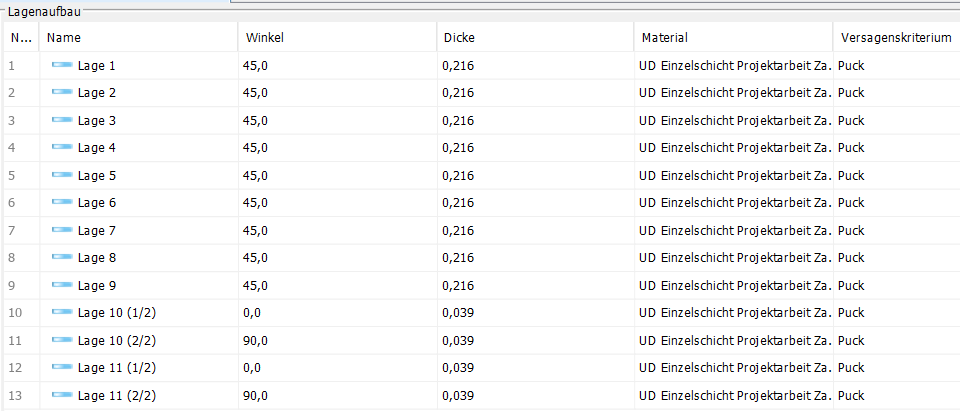 Lagenaufbau
N... Name Winkel Dicke Material Versagenskriterium
1 Lage 1 45,0 0,216 UD Einzelschicht Projektarbeit Za. Puck
2 Lage 2 45,0 0,216 UD Einzelschicht Projektarbeit Za. Puck
3 Lage 3 45,0 0,216 UD Einzelschicht Projektarbeit Za. Puck
4 Lage 4 45,0 0,216 UD Einzelschicht Projektarbeit Za. Puck
5 Lage 5 45,0 0,216 UD Einzelschicht Projektarbeit Za. Puck
6 Lage 6 45,0 0,216 UD Einzelschicht Projektarbeit Za. Puck
7 Lage 7 45,0 0,216 UD Einzelschicht Projektarbeit Za. Puck
8 Lage 8 45,0 0,216 UD Einzelschicht Projektarbeit Za. Puck
9 Lage 9 45,0 0,216 UD Einzelschicht Projektarbeit Za. Puck
10 Lage 10 (1/2) 0,0 0,039 UD Einzelschicht Projektarbeit Za. Puck
11 Lage 10 (2/2) 90,0 0,039 UD Einzelschicht Projektarbeit Za. Puck
12 Lage 11 (1/2) 0,0 0,039 UD Einzelschicht Projektarbeit Za. Puck
13 Lage 11 (2/2) 90,0 0,039 UD Einzelschicht Projektarbeit Za. Puck